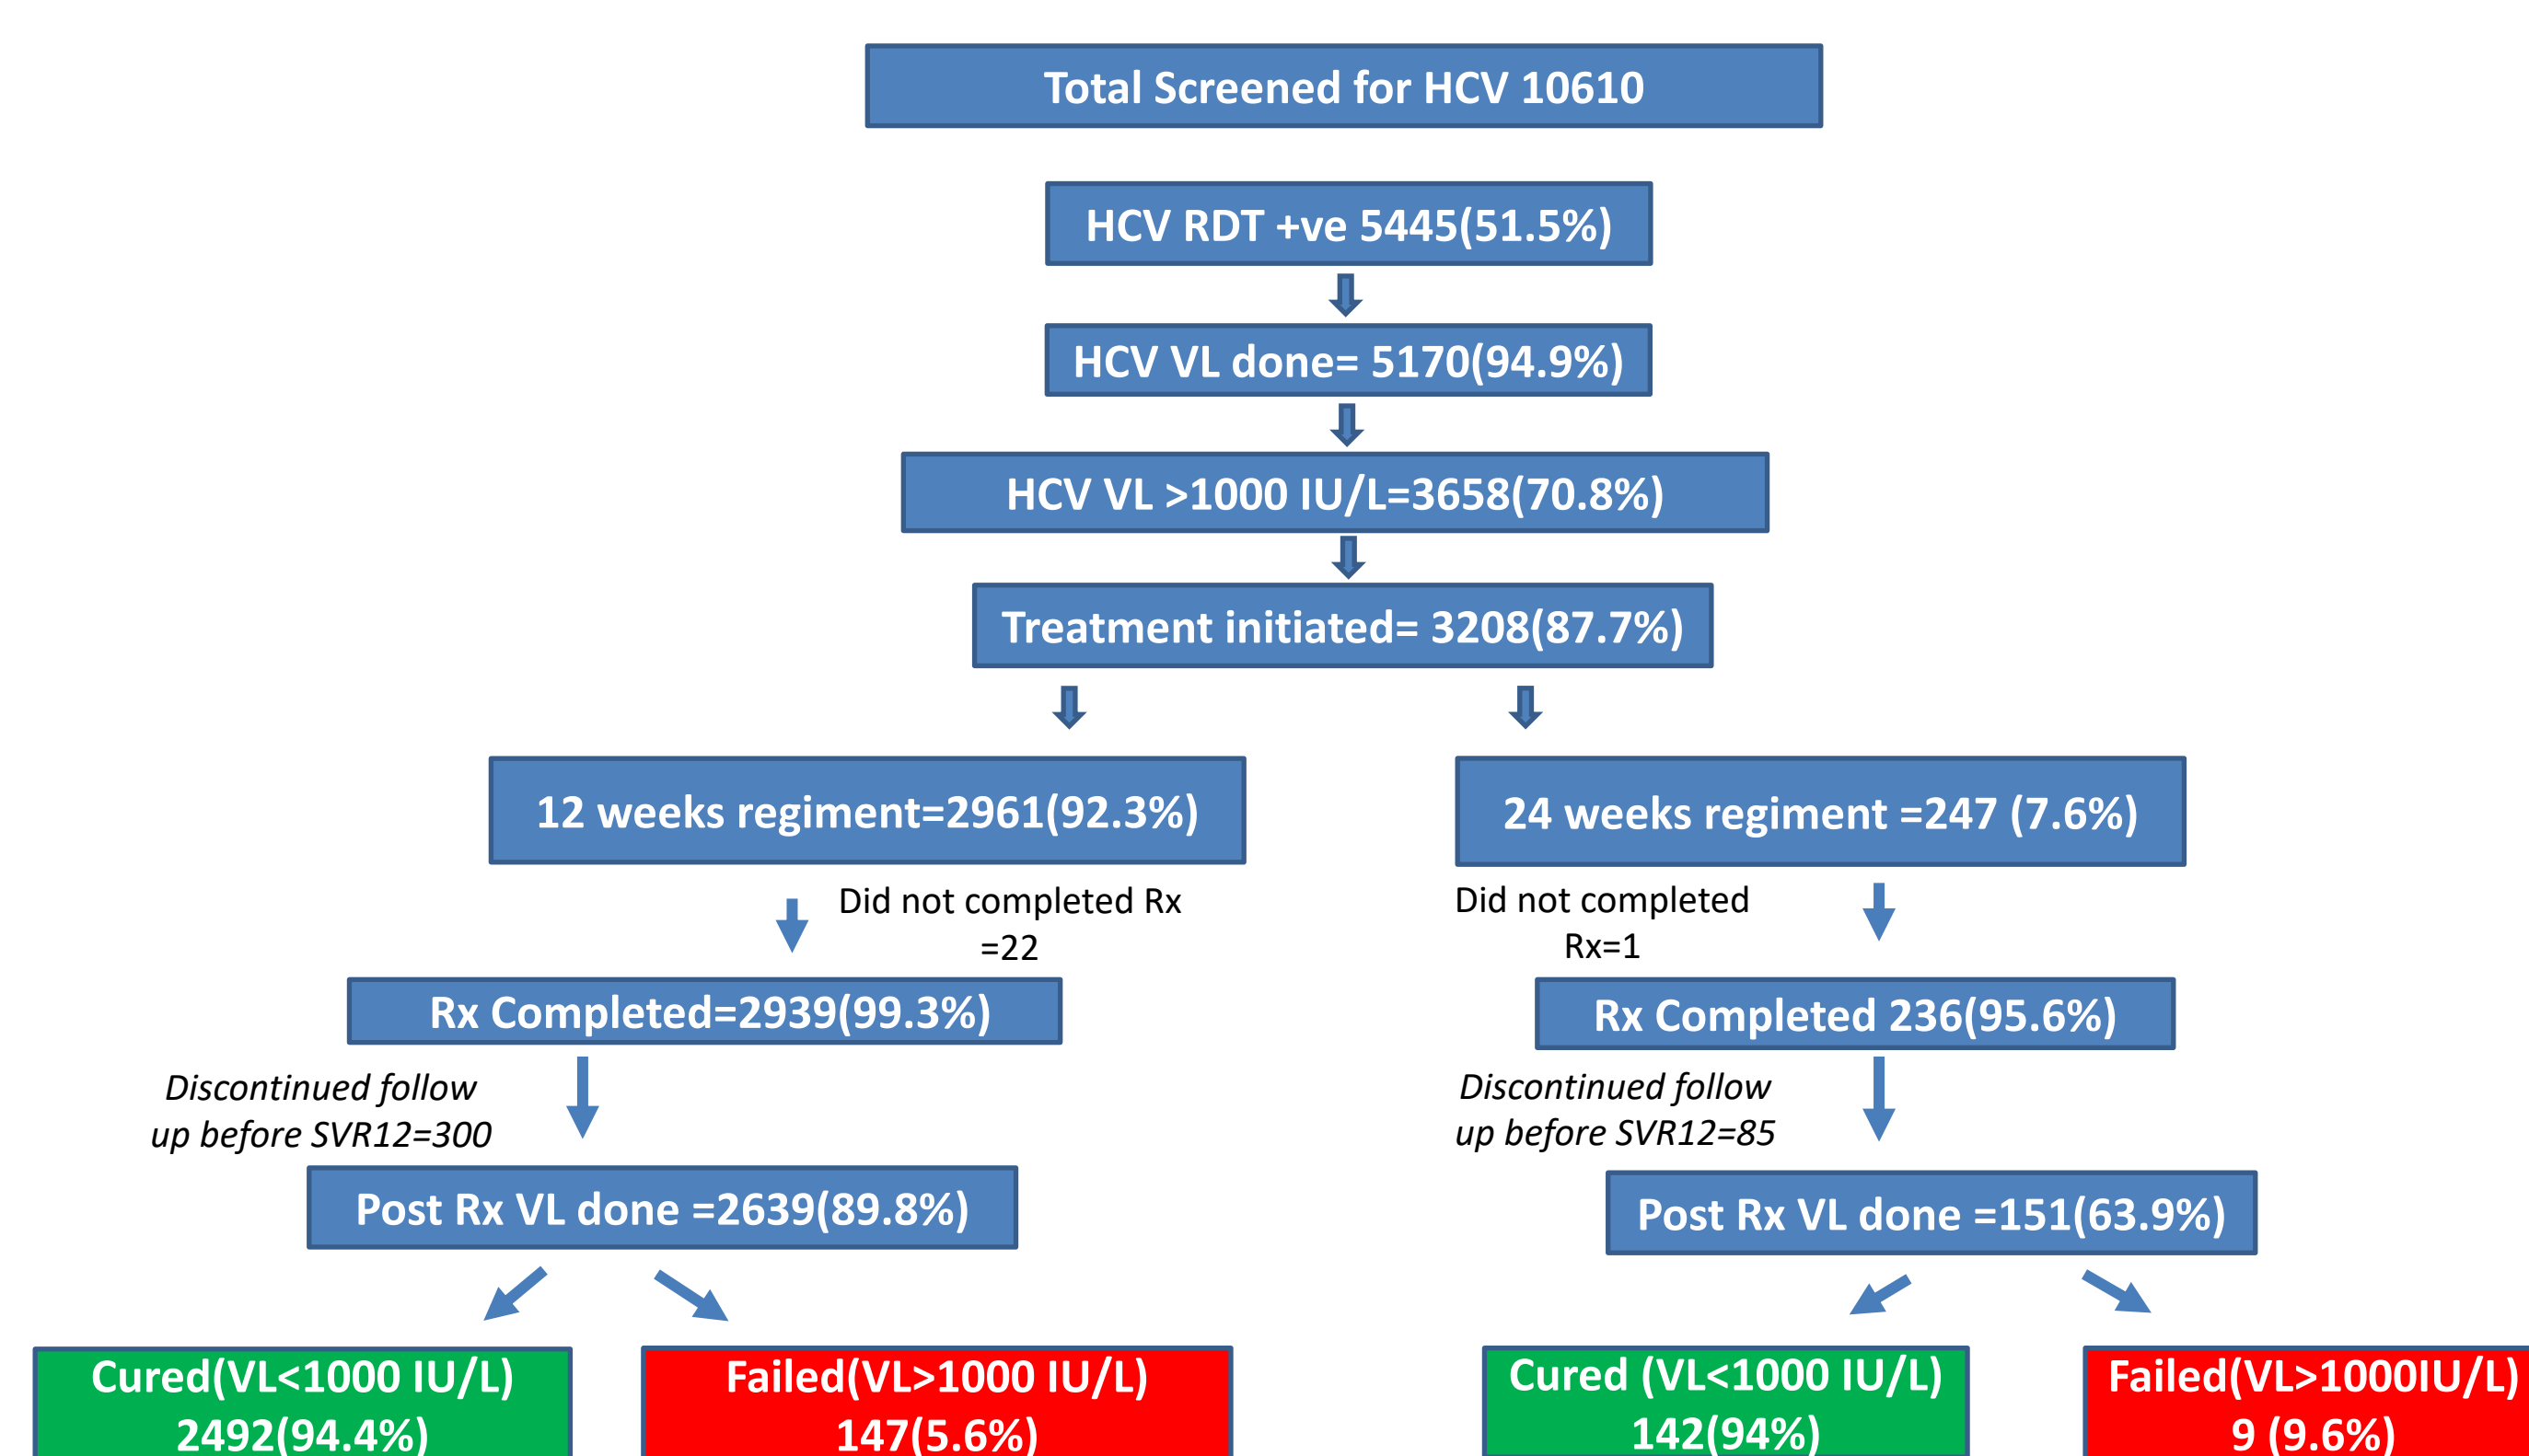 Total Screened for HCV 10610
HCV RDT +ve 5445(51.5%)
HCV VL done= 5170(94.9%)
HCV VL >1000 IU/L=3658(70.8%)
Treatment initiated= 3208(87.7%)
12 weeks regiment=2961(92.3%)
24 weeks regiment =247 (7.6%)
Did not completed Rx
=22
Did not completed
Rx=1
Rx Completed=2939(99.3%)
Rx Completed 236(95.6%)
Discontinued follow
up before SVR12=300
Discontinued follow
up before SVR12=85
Post Rx VL done =2639(89.8%)
Post Rx VL done =151(63.9%)
Cured(VL<1000 IU/L)
2492(94.4%)
Failed(VL>1000 IU/L)
147(5.6%)
Cured (VL<1000 IU/L)
142(94%)
Failed(VL>1000IU/L)
9 (9.6%)